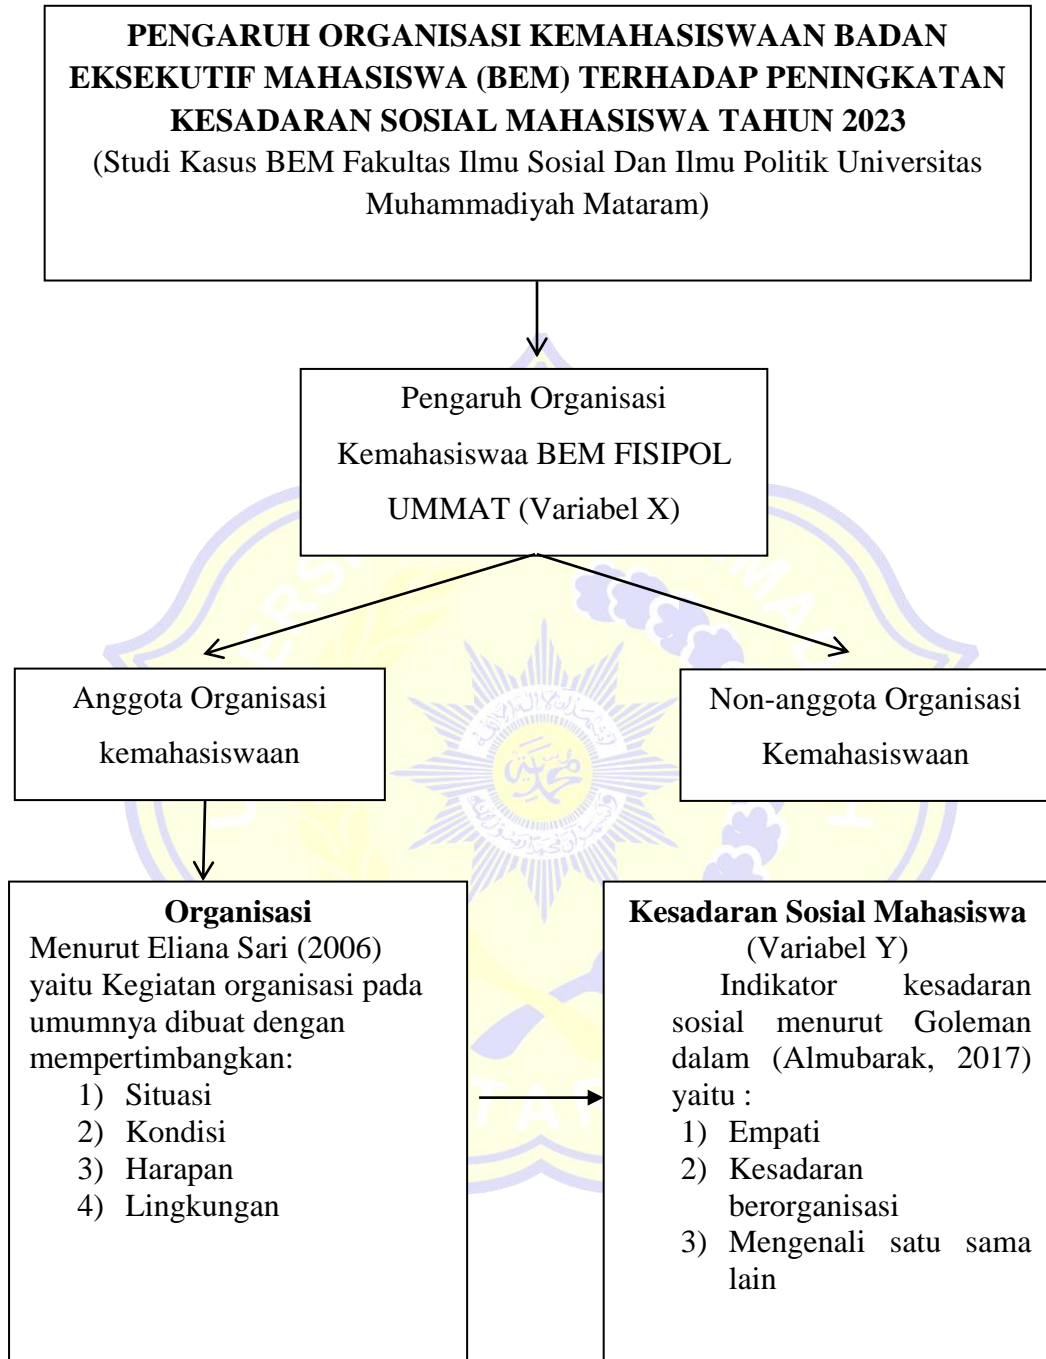 PENGARUH ORGANISASI KEMAHASISWAAN BADAN
EKSEKUTIF MAHASISWA (BEM) TERHADAP PENINGKATAN
KESADARAN SOSIAL MAHASISWA TAHUN 2023
(Studi Kasus BEM Fakultas Ilmu Sosial Dan Ilmu Politik Universitas
Muhammadiyah Mataram)
Pengaruh Organisasi
Kemahasiswaa BEM FISIPOL
UMMAT (Variabel X)
Anggota Organisasi
kemahasiswaan
Non-anggota Organisasi
Kemahasiswaan
Organisasi
Menurut Eliana Sari (2006)
yaitu Kegiatan organisasi pada
umumnya dibuat dengan
mempertimbangkan:
1) Situasi
2) Kondisi
3) Harapan
4) Lingkungan
Kesadaran Sosial Mahasiswa
(Variabel Y)
Indikator kesadaran
sosial menurut Goleman
dalam (Almubarak, 2017)
yaitu :
1) Empati
2) Kesadaran
berorganisasi
3) Mengenali satu sama
lain